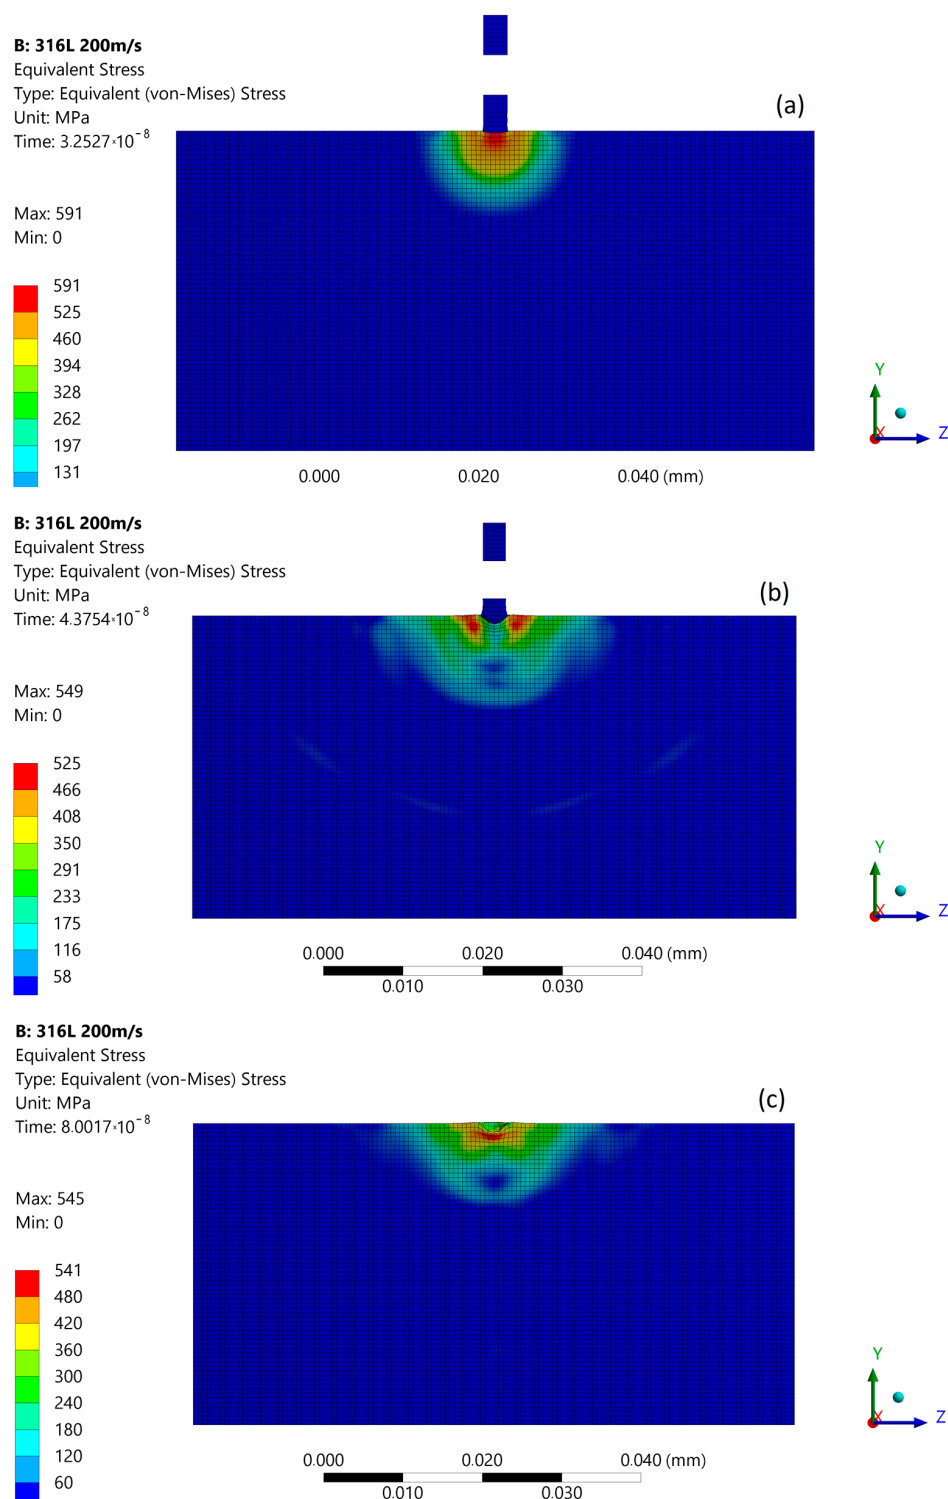 B: 316L 200m/s
Equivalent Stress
Type: Equivalent (von-Mises) Stress
Unit: MPa
Time: 3.2527×10⁻⁸
(a)
Max: 591
Min: 0
591
525
460
394
328
262
197
131
Y
X
Z
0.000 0.020 0.040 (mm)
B: 316L 200m/s
Equivalent Stress
Type: Equivalent (von-Mises) Stress
Unit: MPa
Time: 4.3754×10⁻⁸
(b)
Max: 549
Min: 0
525
466
408
350
291
233
175
116
58
Y
X
Z
0.000 0.020 0.040 (mm)
0.010 0.030
B: 316L 200m/s
Equivalent Stress
Type: Equivalent (von-Mises) Stress
Unit: MPa
Time: 8.0017×10⁻⁸
(c)
Max: 545
Min: 0
541
480
420
360
300
240
180
120
60
Y
X
Z
0.000 0.020 0.040 (mm)
0.010 0.030